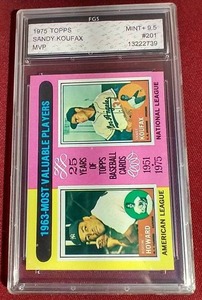 FGS
1975 TOPPS
SANDY KOUFAX
MVP
MINT+ 9.5
#201
13222739
1963-MOST VALUABLE PLAYERS
KOUFAX
NATIONAL LEAGUE
25
YEARS
OF
TOPPS
BASEBALL
CARDS
1951
1975
HOWARD
AMERICAN LEAGUE